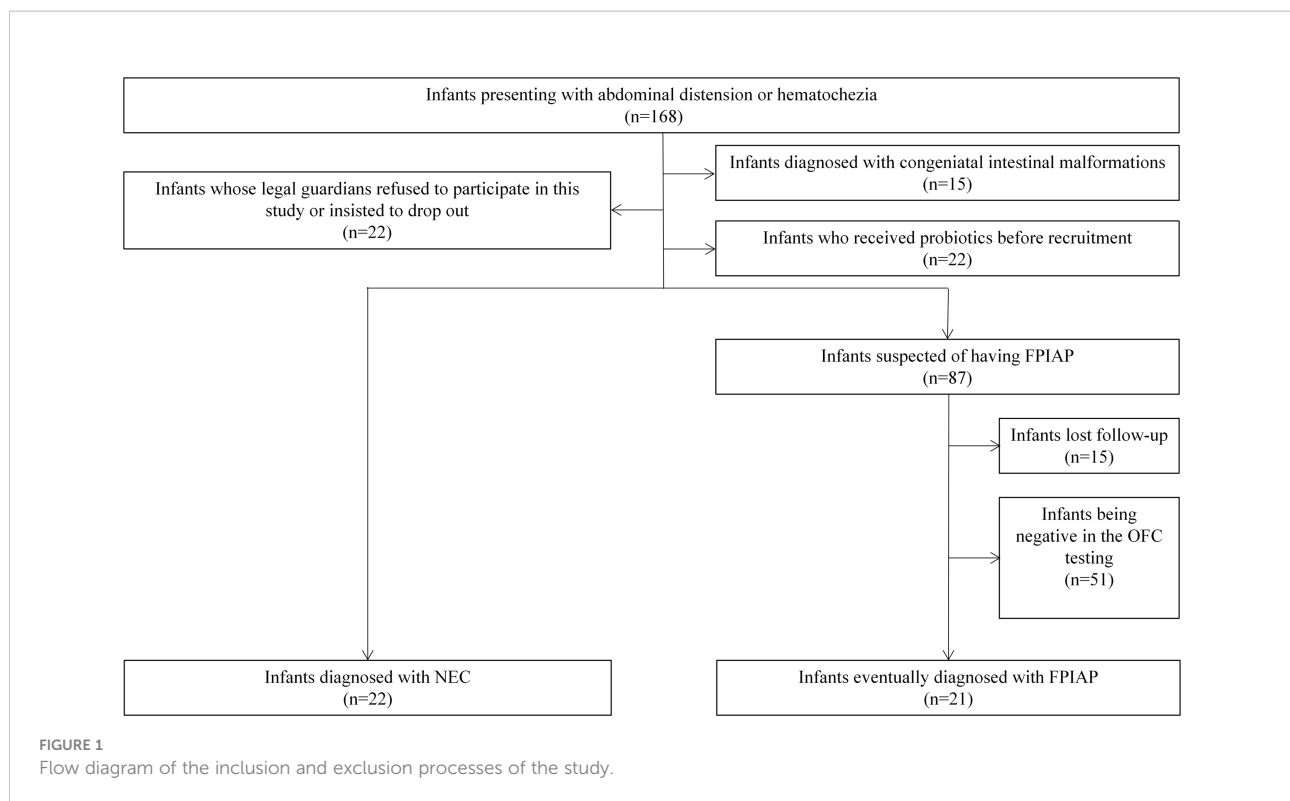 Infants presenting with abdominal distension or hematochezia
(n=168)
Infants diagnosed with congeniatal intestinal malformations
(n=15)
Infants whose legal guardians refused to participate in this
study or insisted to drop out
(n=22)
Infants who received probiotics before recruitment
(n=22)
Infants suspected of having FPIAP
(n=87)
Infants lost follow-up
(n=15)
Infants being
negative in the OFC
testing
(n=51)
Infants diagnosed with NEC
(n=22)
Infants eventually diagnosed with FPIAP
(n=21)
FIGURE 1
Flow diagram of the inclusion and exclusion processes of the study.